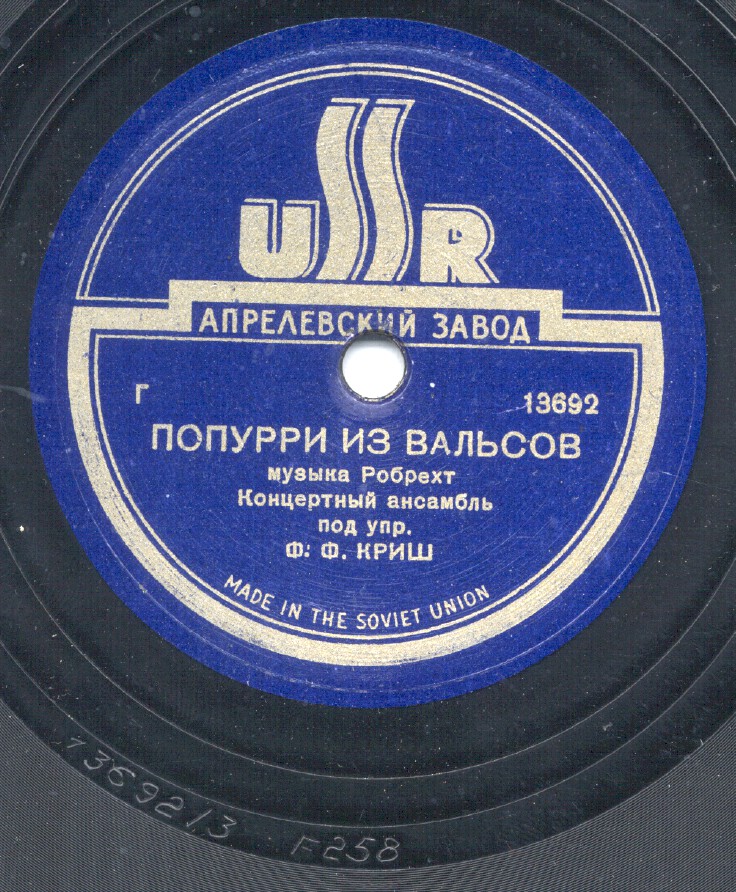 USSR
АПРЕЛЕВСКИЙ ЗАВОД
Г 13692
ПОПУРРИ ИЗ ВАЛЬСОВ
музыка Робрехт
Концертный ансамбль
под упр.
Ф. Ф. КРИШ
MADE IN THE SOVIET UNION
13692/3 F258